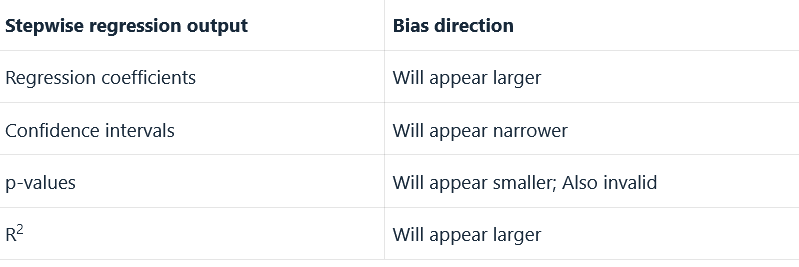 Stepwise regression output Bias direction
Regression coefficients Will appear larger
Confidence intervals Will appear narrower
p-values Will appear smaller; Also invalid
R² Will appear larger